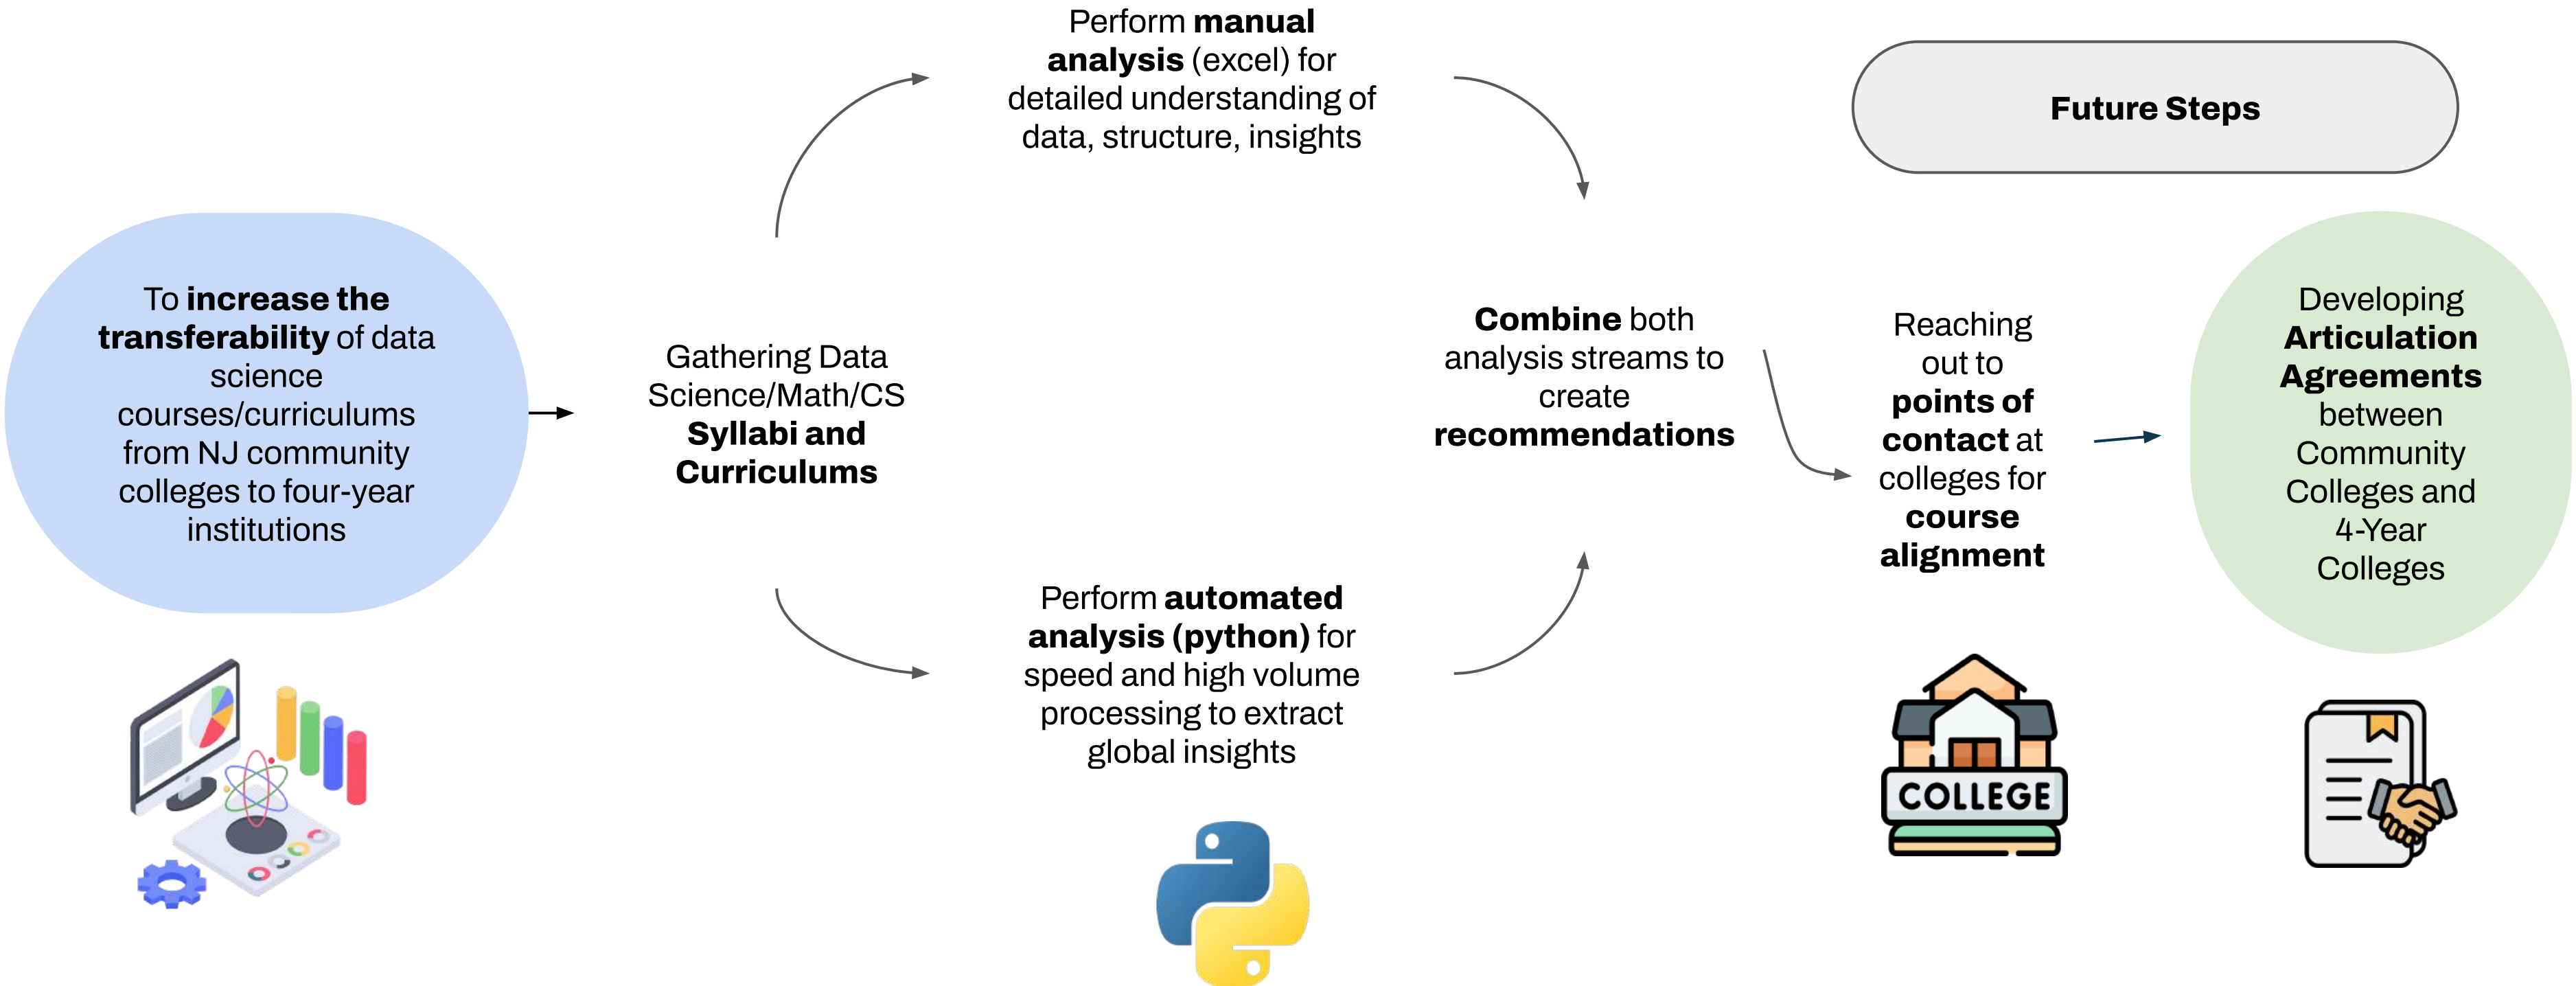 To increase the
transferability of data
science
courses/curriculums
from NJ community
colleges to four-year
institutions
Gathering Data
Science/Math/CS
Syllabi and
Curriculums
Perform manual
analysis (excel) for
detailed understanding of
data, structure, insights
Perform automated
analysis (python) for
speed and high volume
processing to extract
global insights
Combine both
analysis streams to
create
recommendations
Future Steps
Reaching
out to
points of
contact at
colleges for
course
alignment
COLLEGE
Developing
Articulation
Agreements
between
Community
Colleges and
4-Year
Colleges